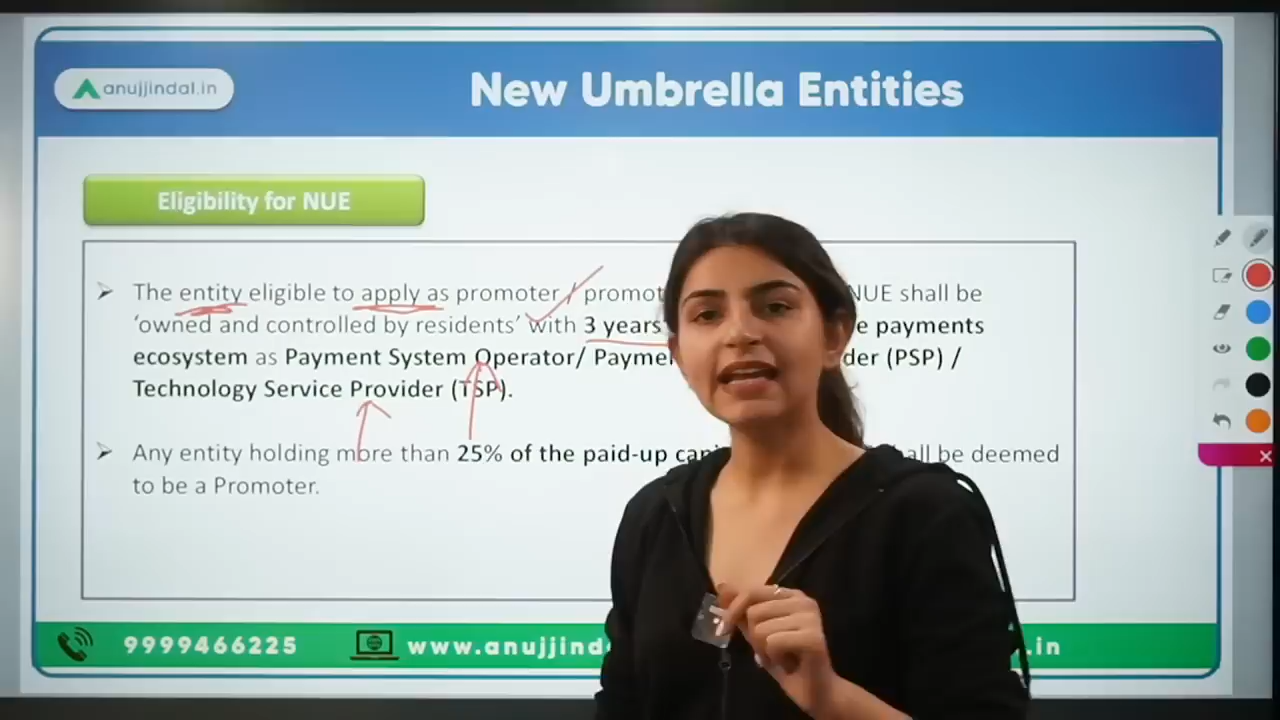 anujjindal.in
New Umbrella Entities
Eligibility for NUE
The entity eligible to apply as promoter / promot NUE shall be
‘owned and controlled by residents’ with 3 years e payments
ecosystem as Payment System Operator/ Payme der (PSP) /
Technology Service Provider (TSP).
Any entity holding more than 25% of the paid-up cap all be deemed
to be a Promoter.
9999466225 www.anujjind .in